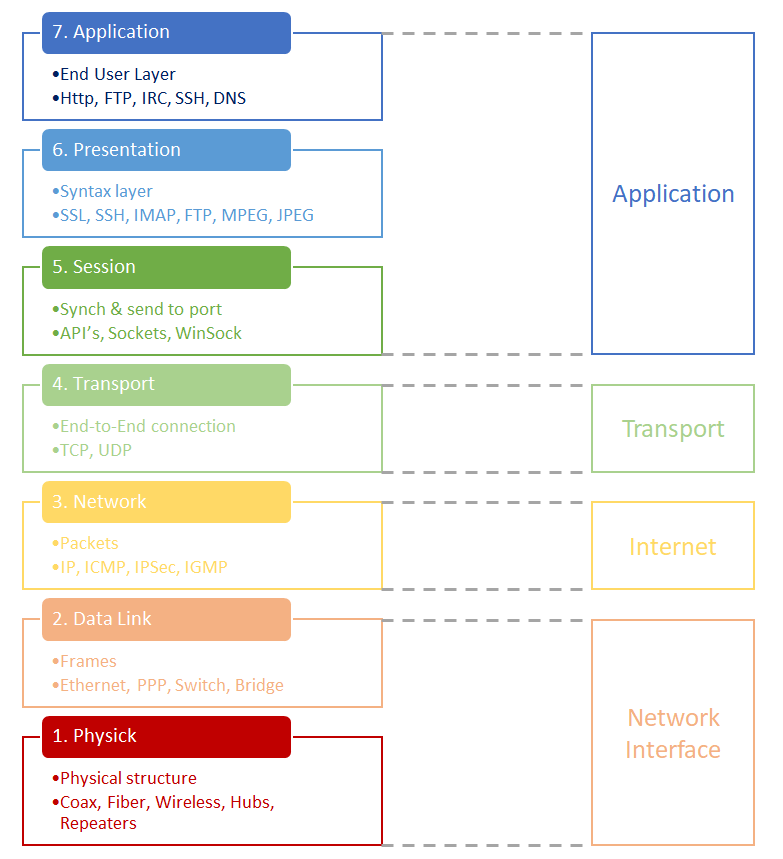 7. Application
•End User Layer
•Http, FTP, IRC, SSH, DNS
6. Presentation
•Syntax layer
•SSL, SSH, IMAP, FTP, MPEG, JPEG
5. Session
•Synch & send to port
•API's, Sockets, WinSock
Application
4. Transport
•End-to-End connection
•TCP, UDP
Transport
3. Network
•Packets
•IP, ICMP, IPSec, IGMP
Internet
2. Data Link
•Frames
•Ethernet, PPP, Switch, Bridge
1. Physick
•Physical structure
•Coax, Fiber, Wireless, Hubs,
Repeaters
Network
Interface